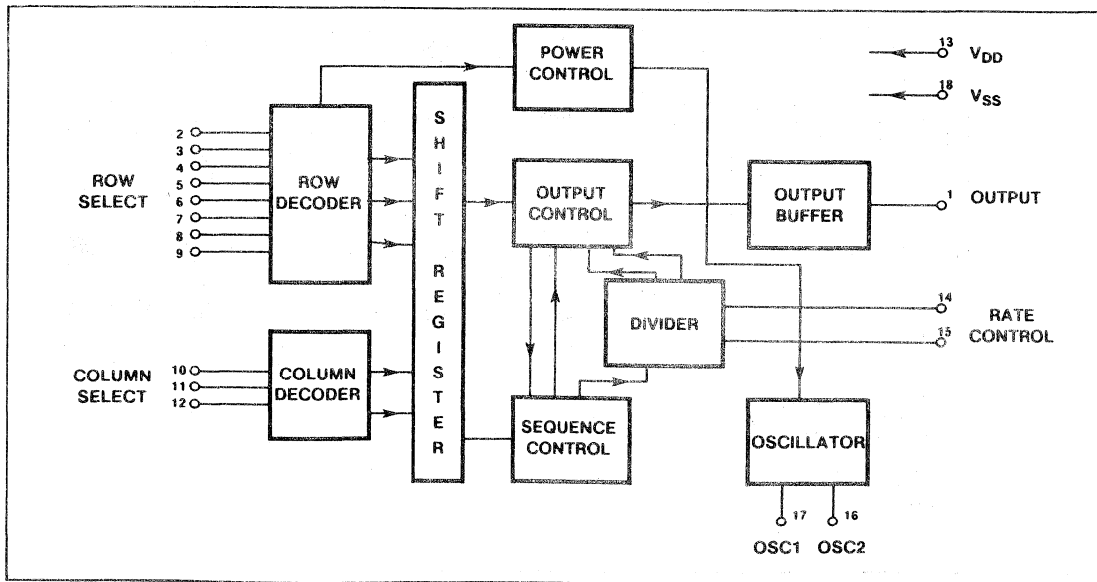 POWER
CONTROL
13
VDD
18
VSS
ROW
SELECT
2
3
4
5
6
7
8
9
ROW
DECODER
SHIFT REGISTER
OUTPUT
CONTROL
OUTPUT
BUFFER
1
OUTPUT
DIVIDER
14
15
RATE
CONTROL
COLUMN
SELECT
10
11
12
COLUMN
DECODER
SEQUENCE
CONTROL
OSCILLATOR
17
16
OSC1
OSC2